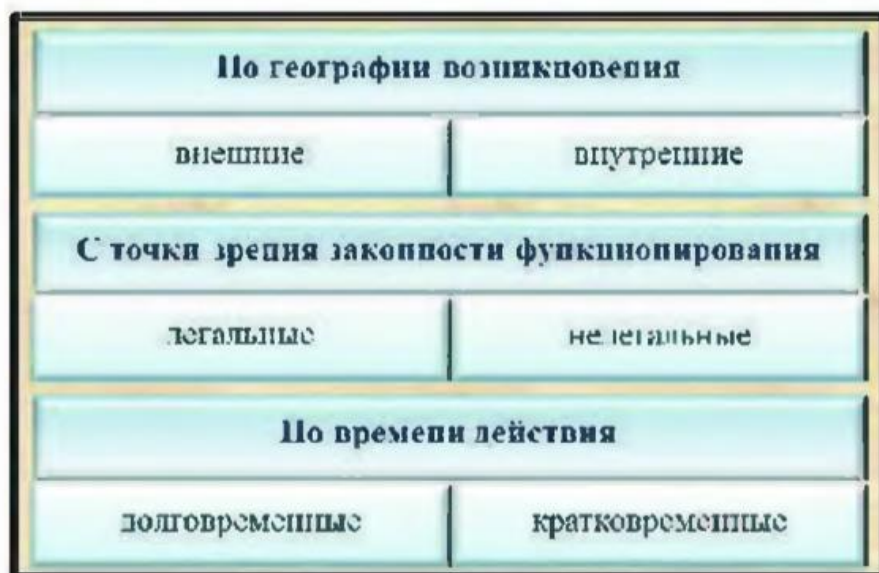 По географии возникновения
внешние
внутренние
С точки зрения законности функционирования
легальные
нелегальные
По времени действия
долговременные
кратковременные